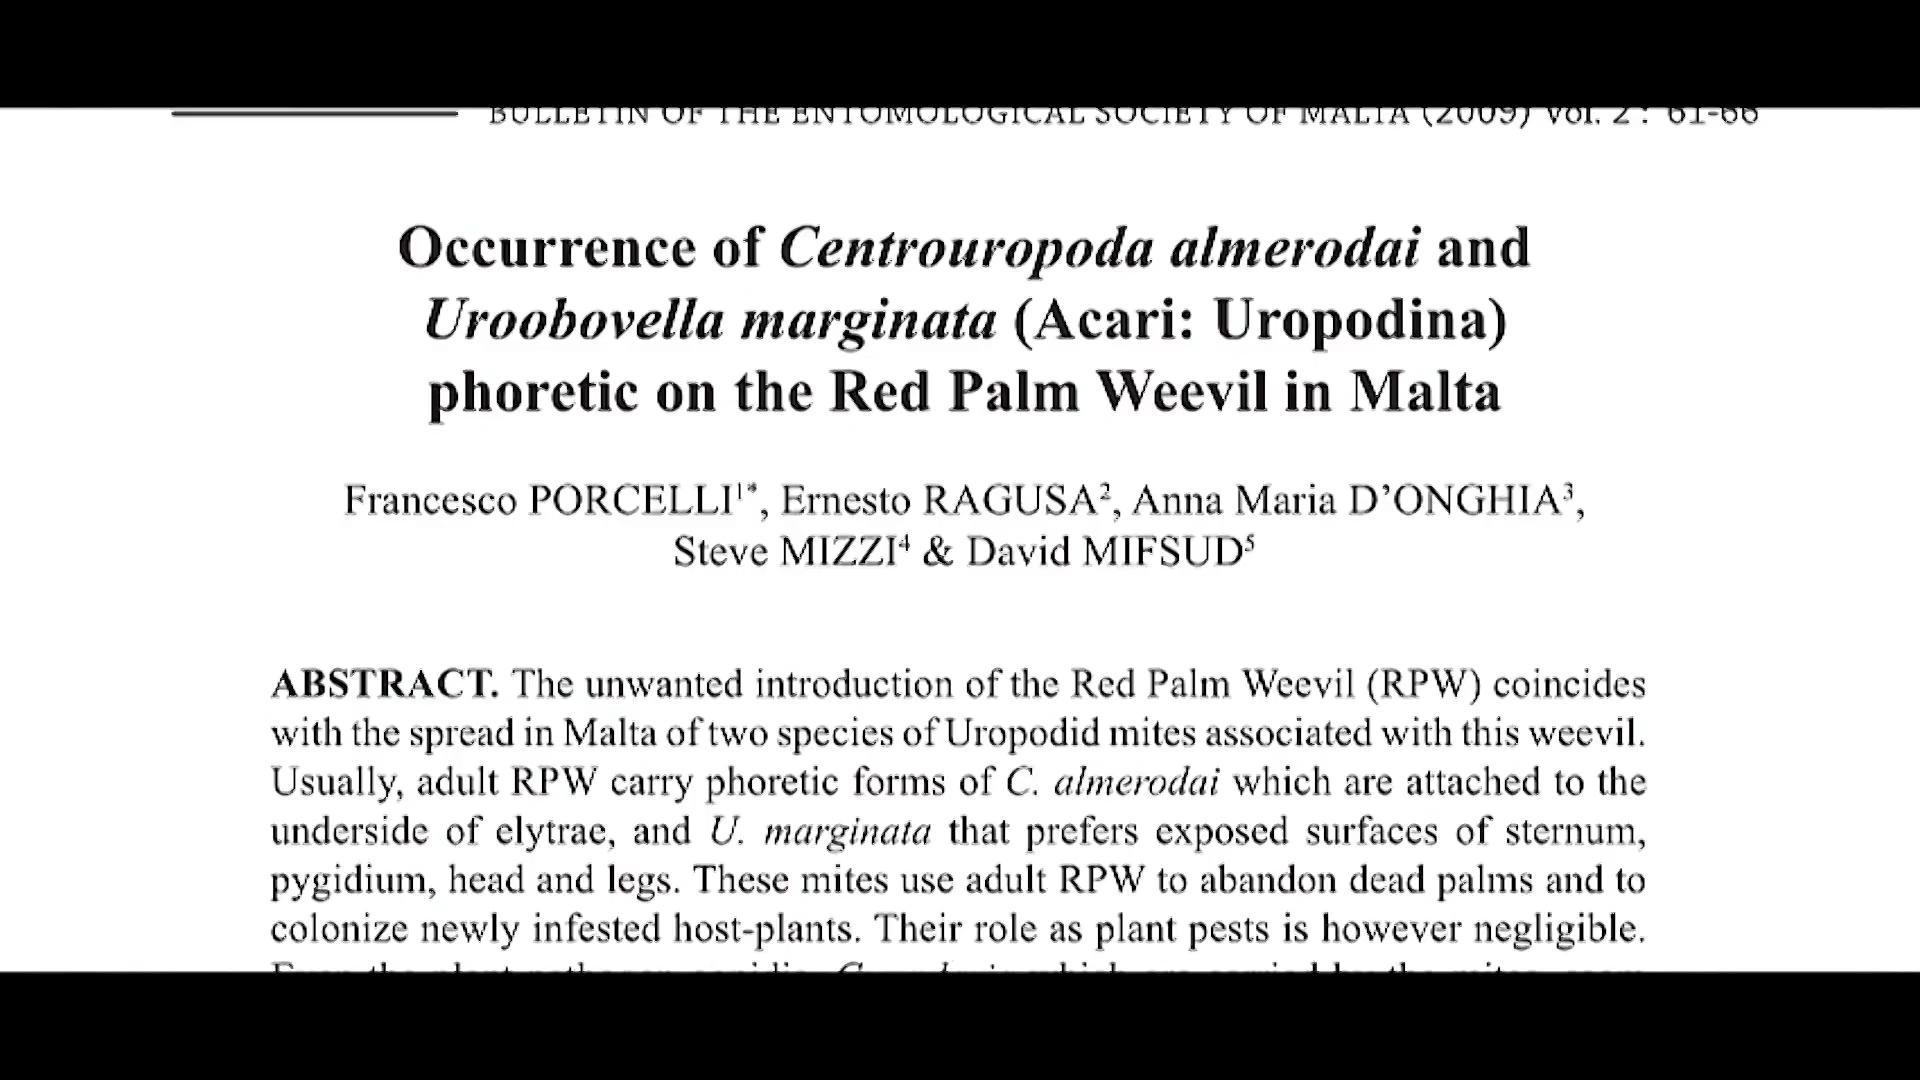 BULLETIN OF THE ENTOMOLOGICAL SOCIETY OF MALTA (2009) Vol. 2 : 61-66
Occurrence of Centrouropoda almerodai and
Uroobovella marginata (Acari: Uropodina)
phoretic on the Red Palm Weevil in Malta
Francesco PORCELLI¹*, Ernesto RAGUSA², Anna Maria D’ONGHIA³,
Steve MIZZI⁴ & David MIFSUD⁵
ABSTRACT. The unwanted introduction of the Red Palm Weevil (RPW) coincides
with the spread in Malta of two species of Uropodid mites associated with this weevil.
Usually, adult RPW carry phoretic forms of C. almerodai which are attached to the
underside of elytrae, and U. marginata that prefers exposed surfaces of sternum,
pygidium, head and legs. These mites use adult RPW to abandon dead palms and to
colonize newly infested host-plants. Their role as plant pests is however negligible.